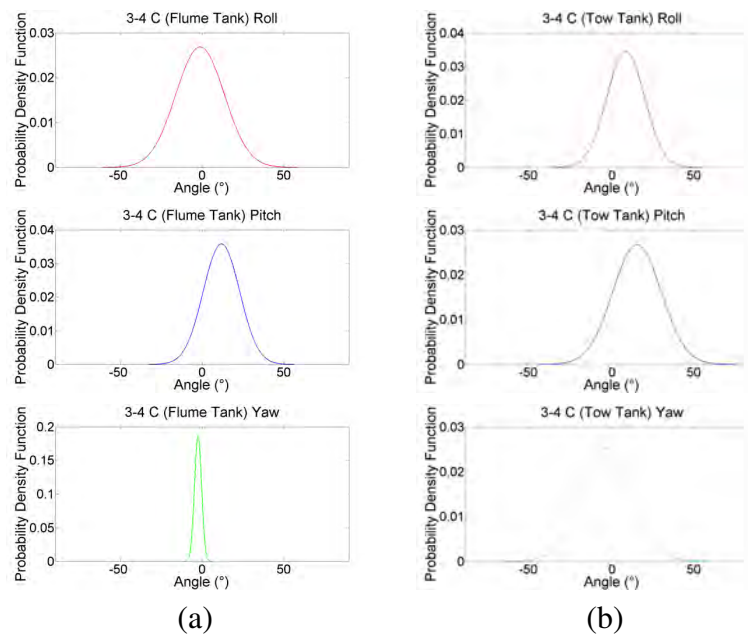 3-4 C (Flume Tank) Roll
Probability Density Function
0.03
0.02
0.01
0
-50
0
50
Angle (°)
3-4 C (Flume Tank) Pitch
Probability Density Function
0.04
0.03
0.02
0.01
0
-50
0
50
Angle (°)
3-4 C (Flume Tank) Yaw
Probability Density Function
0.2
0.15
0.1
0.05
0
-50
0
50
Angle (°)
(a)
3-4 C (Tow Tank) Roll
Probability Density Function
0.04
0.03
0.02
0.01
0
-50
0
50
Angle (°)
3-4 C (Tow Tank) Pitch
Probability Density Function
0.03
0.02
0.01
0
-50
0
50
Angle (°)
3-4 C (Tow Tank) Yaw
Probability Density Function
0.03
0.02
0.01
0
-50
0
50
Angle (°)
(b)